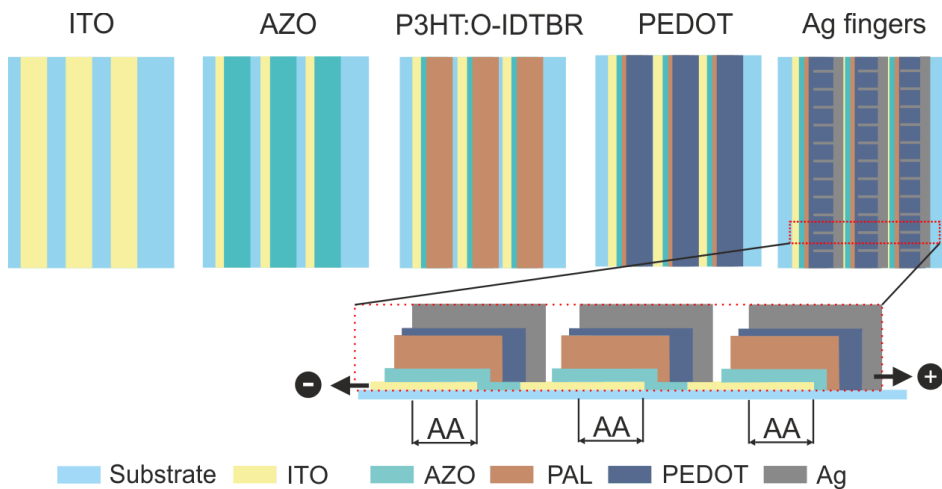 ITO
AZO
P3HT:O-IDTBR
PEDOT
Ag fingers
-
+
AA
AA
AA
Substrate
ITO
AZO
PAL
PEDOT
Ag